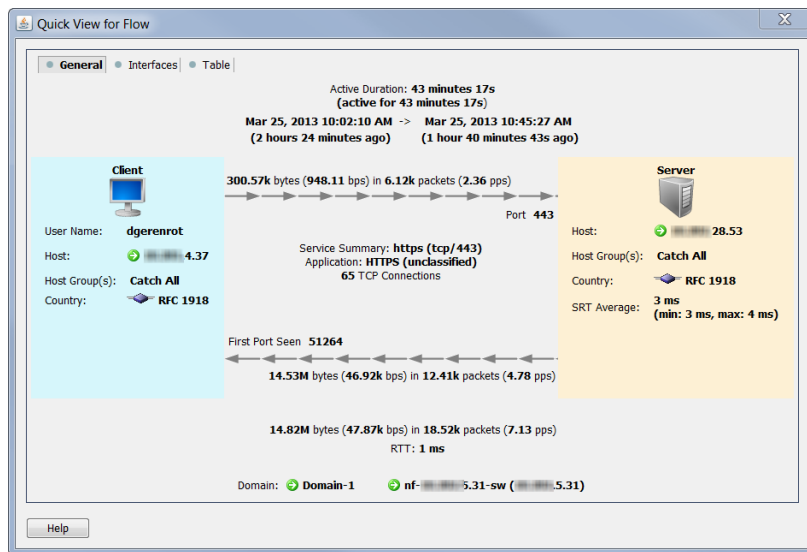 Quick View for Flow
General Interfaces Table
Active Duration: 43 minutes 17s
(active for 43 minutes 17s)
Mar 25, 2013 10:02:10 AM -> Mar 25, 2013 10:45:27 AM
(2 hours 24 minutes ago) (1 hour 40 minutes 43s ago)
Client
User Name: dgerenrot
Host: 4.37
Host Group(s): Catch All
Country: RFC 1918
300.57k bytes (948.11 bps) in 6.12k packets (2.36 pps)
Port 443
Service Summary: https (tcp/443)
Application: HTTPS (unclassified)
65 TCP Connections
First Port Seen 51264
14.53M bytes (46.92k bps) in 12.41k packets (4.78 pps)
Server
Host: 28.53
Host Group(s): Catch All
Country: RFC 1918
SRT Average: 3 ms
(min: 3 ms, max: 4 ms)
14.82M bytes (47.87k bps) in 18.52k packets (7.13 pps)
RTT: 1 ms
Domain: Domain-1 nf- 5.31-sw ( .5.31)
Help